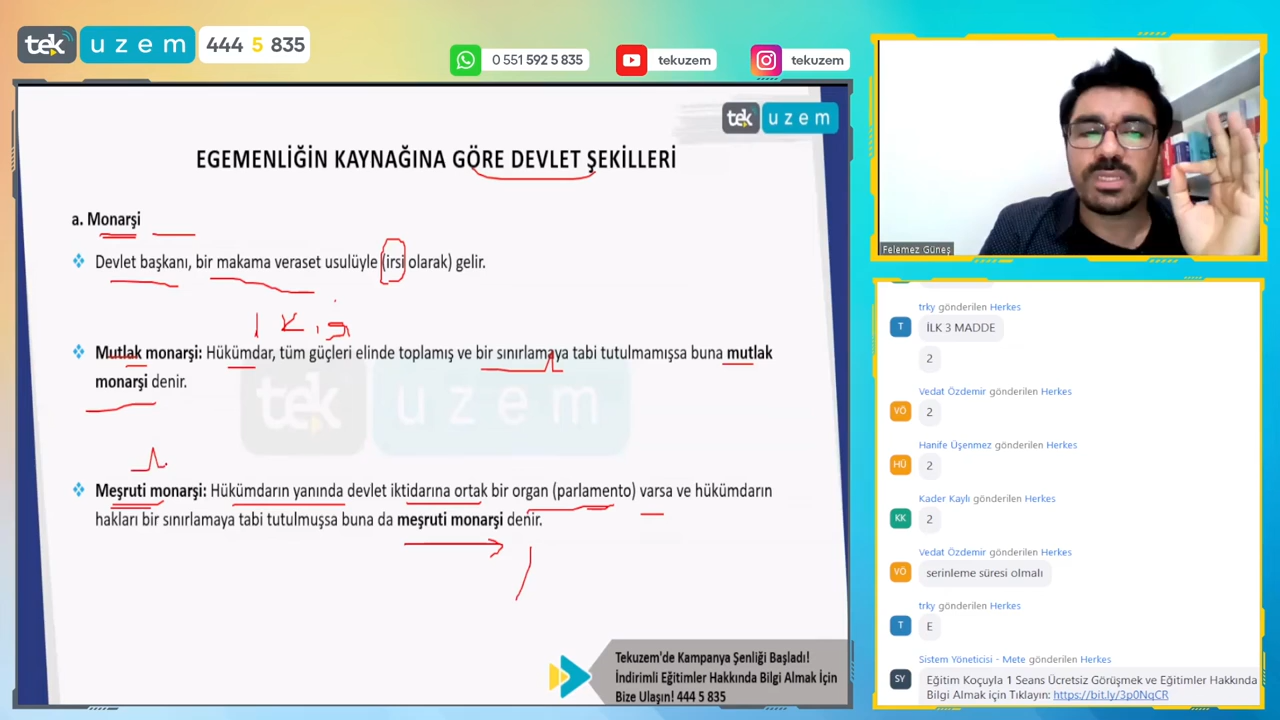 tek uzem 444 5 835
0 551 592 5 835 tekuzem tekuzem
tek uzem
EGEMENLİĞİN KAYNAĞINA GÖRE DEVLET ŞEKİLLERİ
a. Monarşi
Devlet başkanı, bir makama veraset usulüyle (irsi olarak) gelir.
Mutlak monarşi: Hükümdar, tüm güçleri elinde toplamış ve bir sınırlamaya tabi tutulmamışsa buna mutlak
monarşi denir.
tek uzem
Meşruti monarşi: Hükümdarın yanında devlet iktidarına ortak bir organ (parlamento) varsa ve hükümdarın
hakları bir sınırlamaya tabi tutulmuşsa buna da meşruti monarşi denir.
Tekuzem'de Kampanya Şenliği Başladı!
İndirimli Eğitimler Hakkında Bilgi Almak İçin
Bize Ulaşın! 444 5 835
Felemez Güneş
trky gönderilen Herkes
T İLK 3 MADDE
2
Vedat Özdemir gönderilen Herkes
VÖ 2
Hanife Üşenmez gönderilen Herkes
HÜ 2
Kader Kaylı gönderilen Herkes
KK 2
Vedat Özdemir gönderilen Herkes
VÖ serinleme süresi olmalı
trky gönderilen Herkes
T E
Sistem Yöneticisi - Mete gönderilen Herkes
SY Eğitim Koçuyla 1 Seans Ücretsiz Görüşmek ve Eğitimler Hakkında
Bilgi Almak için Tıklayın: https://bit.ly/3p0NqCR